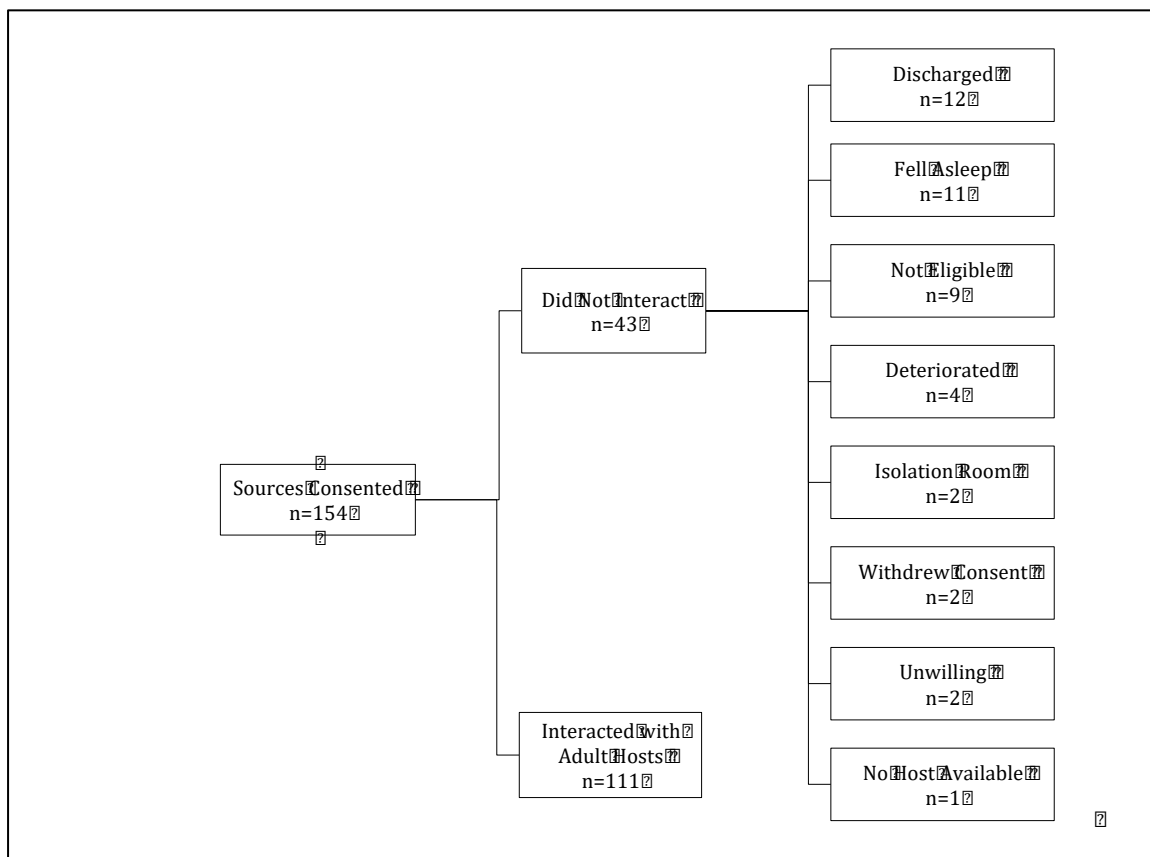 Discharged
n=12
Fell Asleep
n=11
Not Eligible
n=9
Did Not Interact
n=43
Deteriorated
n=4
Isolation Room
n=2
Sources Consented
n=154
Withdrew Consent
n=2
Unwilling
n=2
Interacted with
Adult Hosts
n=111
No Host Available
n=1